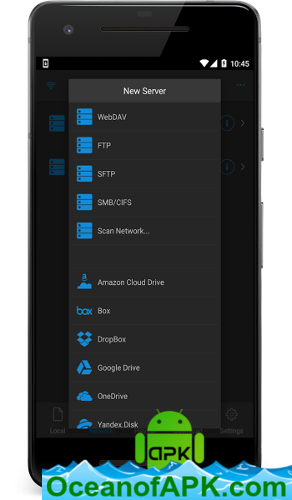 10:45
New Server
WebDAV
FTP
SFTP
SMB/CIFS
Scan Network...
Amazon Cloud Drive
box Box
DropBox
Google Drive
OneDrive
Yandex.Disk
Local
Settings
APK
OceanofAPK.com